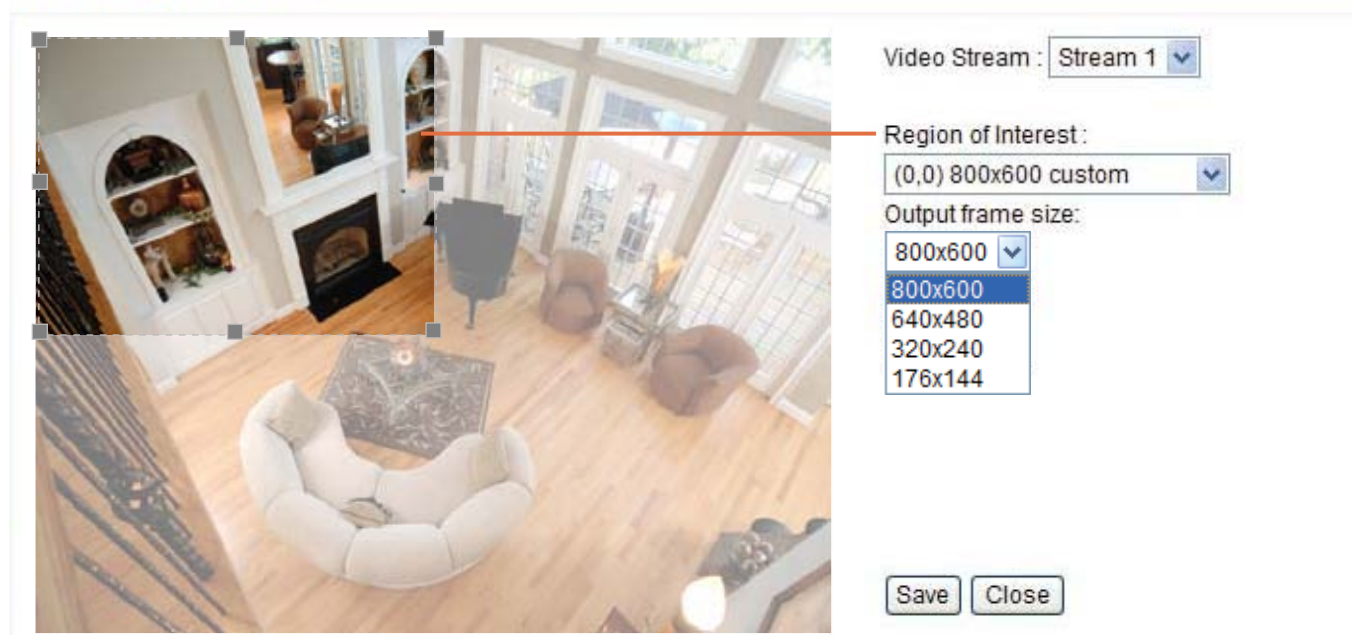 Video Stream : Stream 1
Region of Interest :
(0,0) 800x600 custom
Output frame size:
800x600
800x600
640x480
320x240
176x144
Save Close